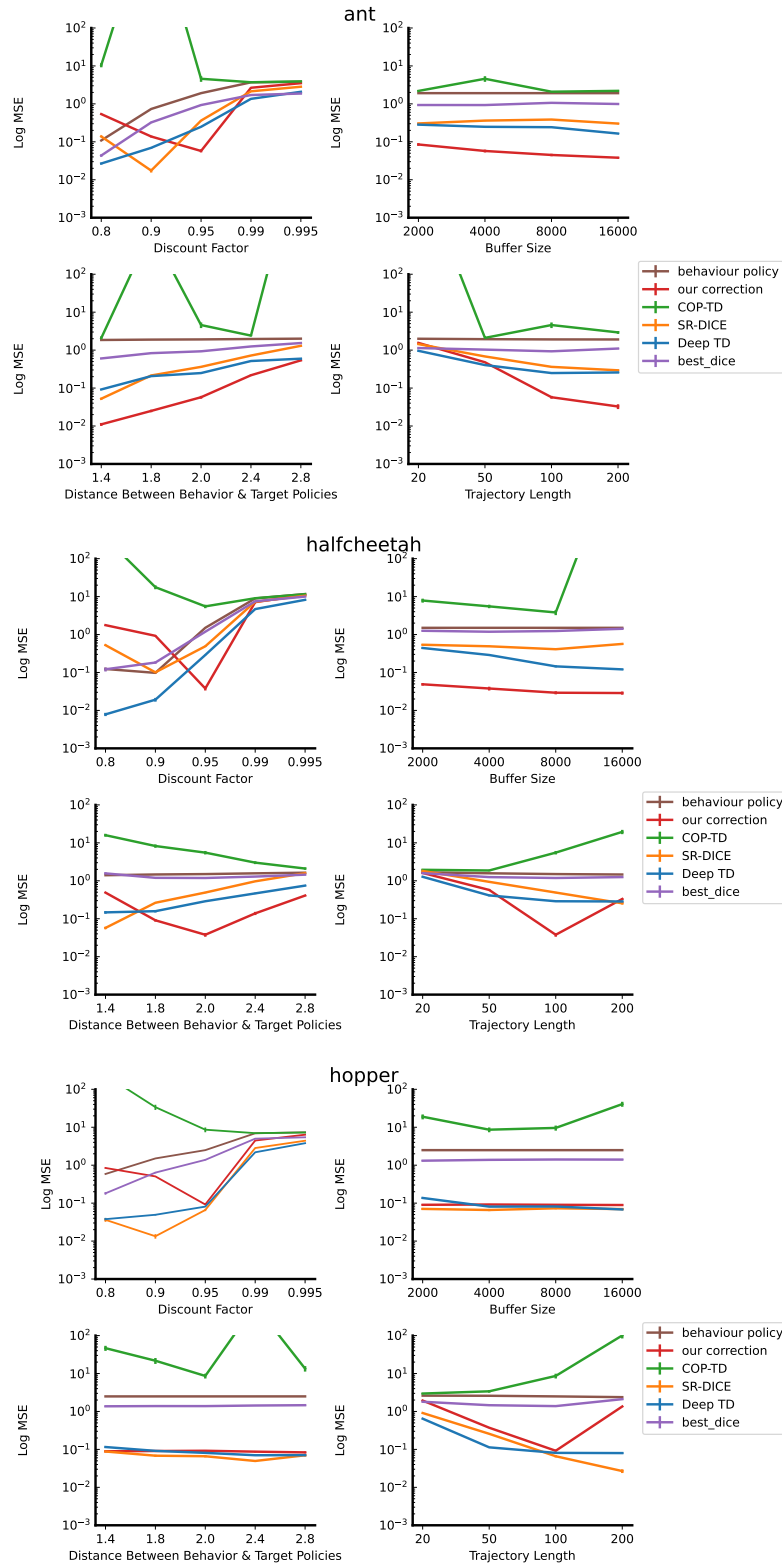 ant
10² 10¹ 10⁰ 10⁻¹ 10⁻² 10⁻³
Log MSE
0.8 0.9 0.95 0.99 0.995
Discount Factor
10² 10¹ 10⁰ 10⁻¹ 10⁻² 10⁻³
Log MSE
2000 4000 8000 16000
Buffer Size
10² 10¹ 10⁰ 10⁻¹ 10⁻² 10⁻³
Log MSE
1.4 1.8 2.0 2.4 2.8
Distance Between Behavior & Target Policies
10² 10¹ 10⁰ 10⁻¹ 10⁻² 10⁻³
Log MSE
20 50 100 200
Trajectory Length
behaviour policy
our correction
COP-TD
SR-DICE
Deep TD
best_dice
halfcheetah
10² 10¹ 10⁰ 10⁻¹ 10⁻² 10⁻³
Log MSE
0.8 0.9 0.95 0.99 0.995
Discount Factor
10² 10¹ 10⁰ 10⁻¹ 10⁻² 10⁻³
Log MSE
2000 4000 8000 16000
Buffer Size
10² 10¹ 10⁰ 10⁻¹ 10⁻² 10⁻³
Log MSE
1.4 1.8 2.0 2.4 2.8
Distance Between Behavior & Target Policies
10² 10¹ 10⁰ 10⁻¹ 10⁻² 10⁻³
Log MSE
20 50 100 200
Trajectory Length
behaviour policy
our correction
COP-TD
SR-DICE
Deep TD
best_dice
hopper
10² 10¹ 10⁰ 10⁻¹ 10⁻² 10⁻³
Log MSE
0.8 0.9 0.95 0.99 0.995
Discount Factor
10² 10¹ 10⁰ 10⁻¹ 10⁻² 10⁻³
Log MSE
2000 4000 8000 16000
Buffer Size
10² 10¹ 10⁰ 10⁻¹ 10⁻² 10⁻³
Log MSE
1.4 1.8 2.0 2.4 2.8
Distance Between Behavior & Target Policies
10² 10¹ 10⁰ 10⁻¹ 10⁻² 10⁻³
Log MSE
20 50 100 200
Trajectory Length
behaviour policy
our correction
COP-TD
SR-DICE
Deep TD
best_dice